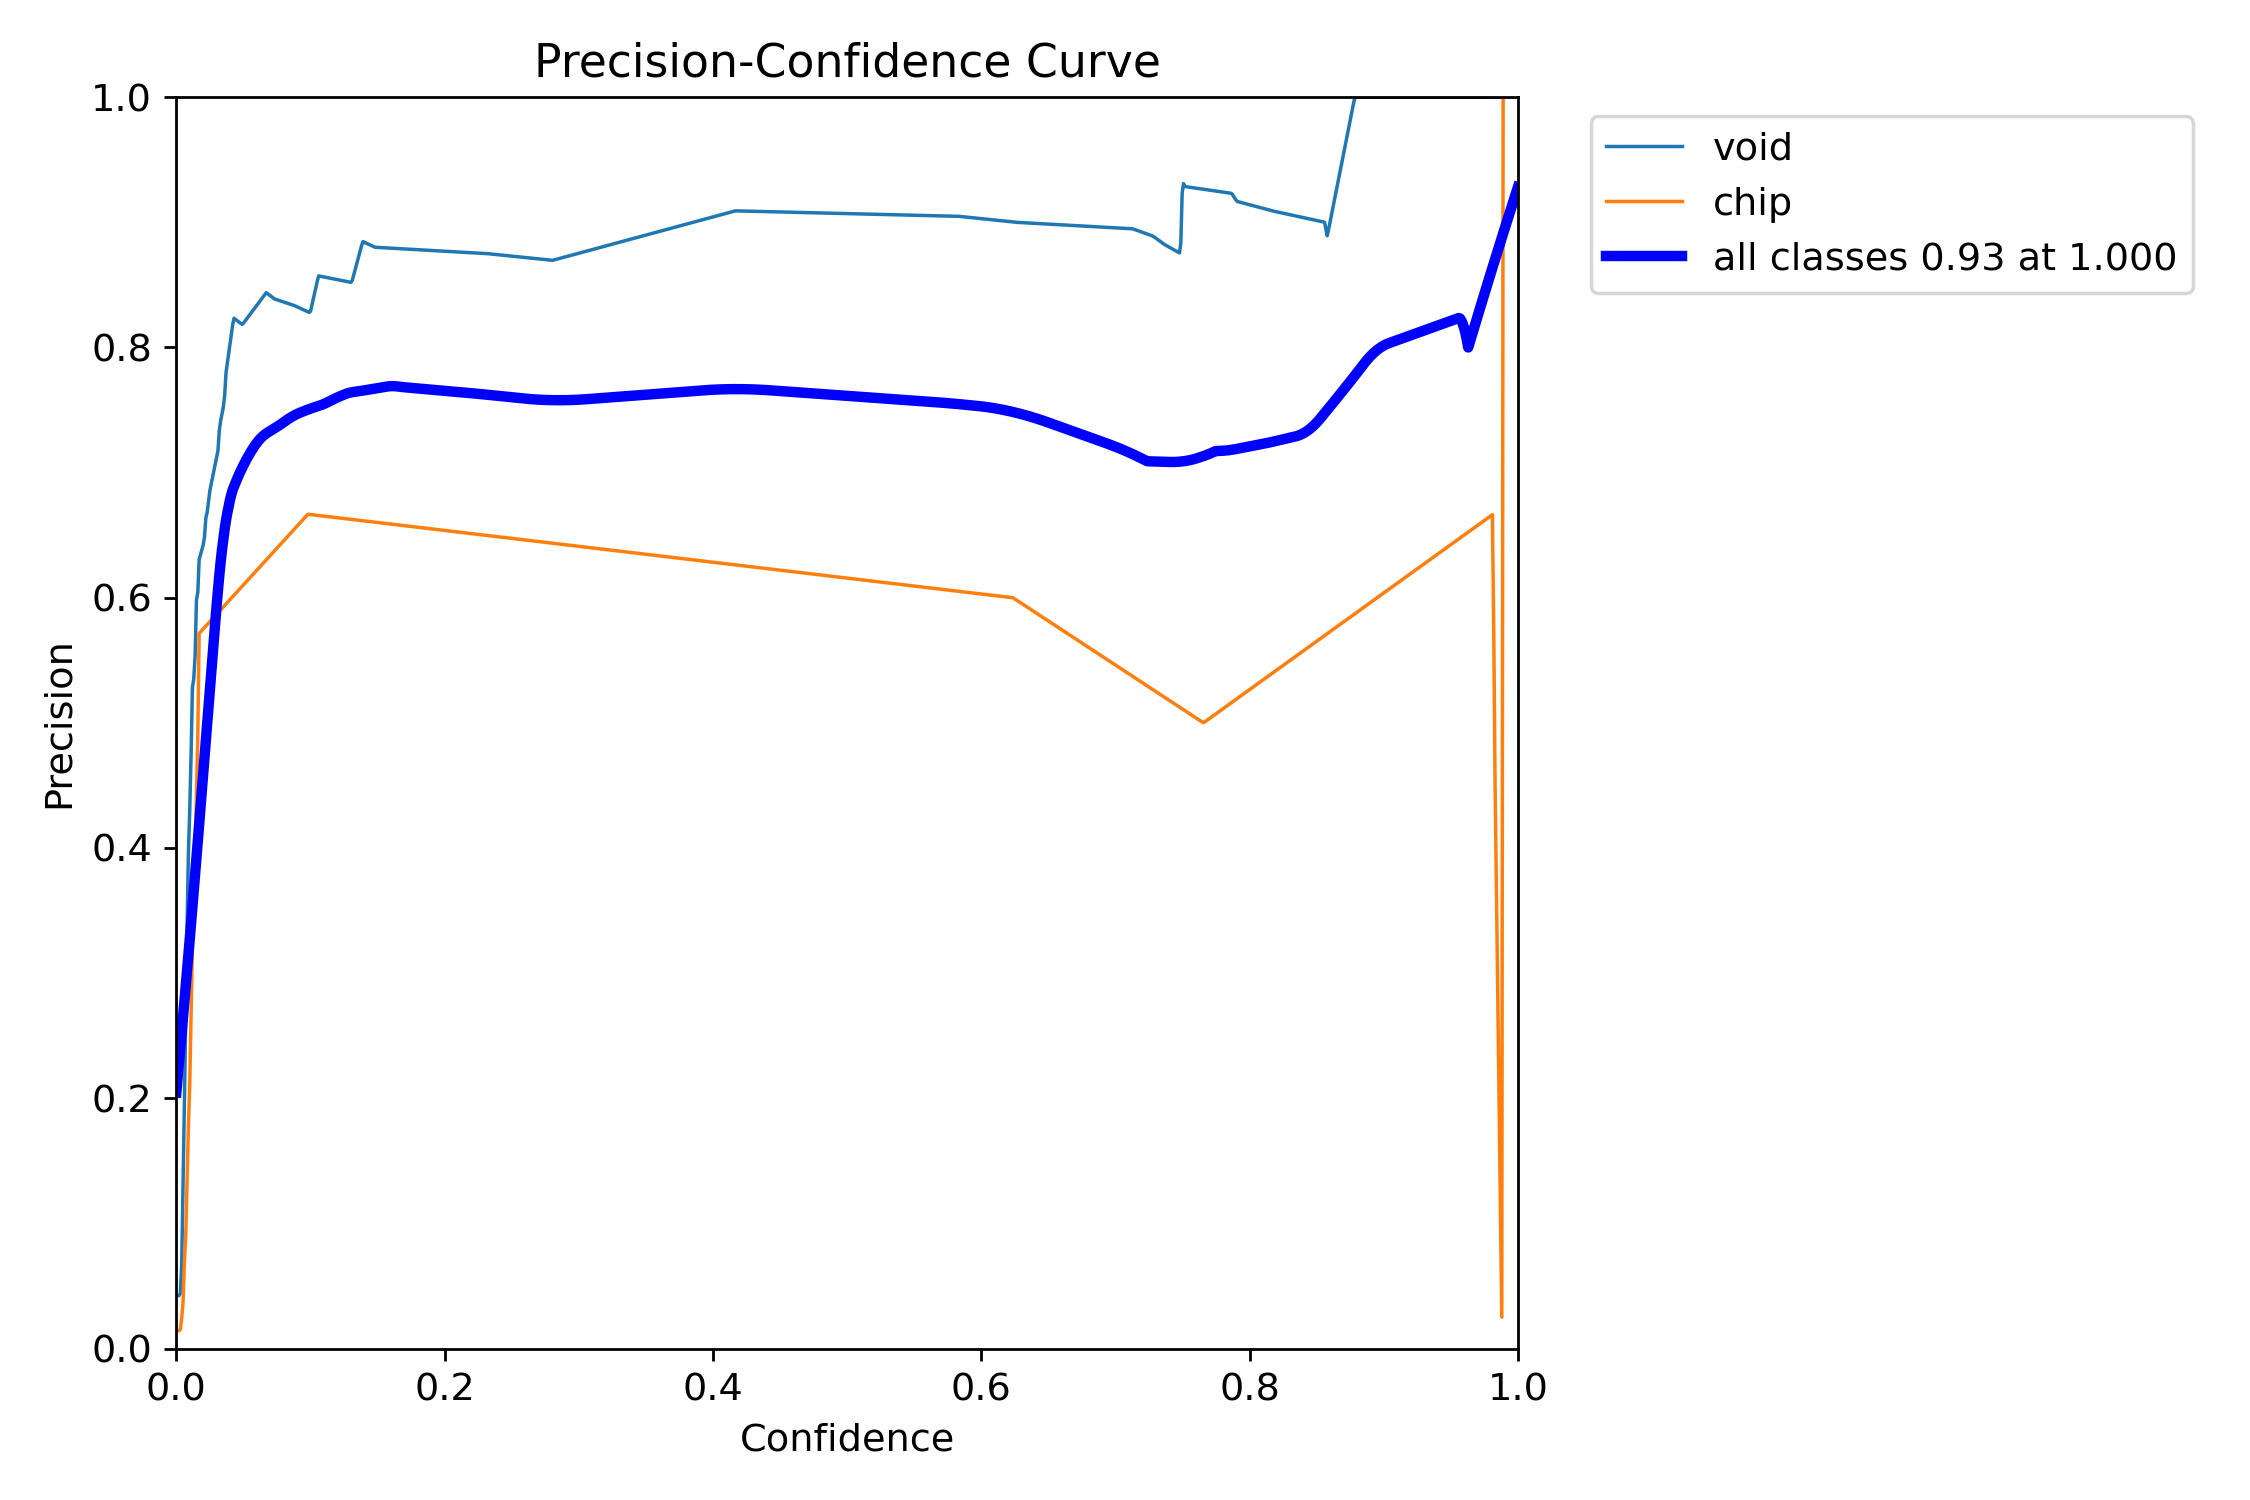 Precision-Confidence Curve
1.0
0.8
0.6
0.4
0.2
0.0
Precision
0.0 0.2 0.4 0.6 0.8 1.0
Confidence
void
chip
all classes 0.93 at 1.000